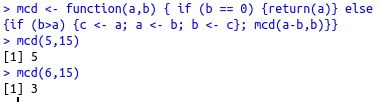 > mcd <- function(a,b) { if (b == 0) {return(a)} else
{if (b>a) {c <- a; a <- b; b <- c}; mcd(a-b,b)}}
> mcd(5,15)
[1] 5
> mcd(6,15)
[1] 3